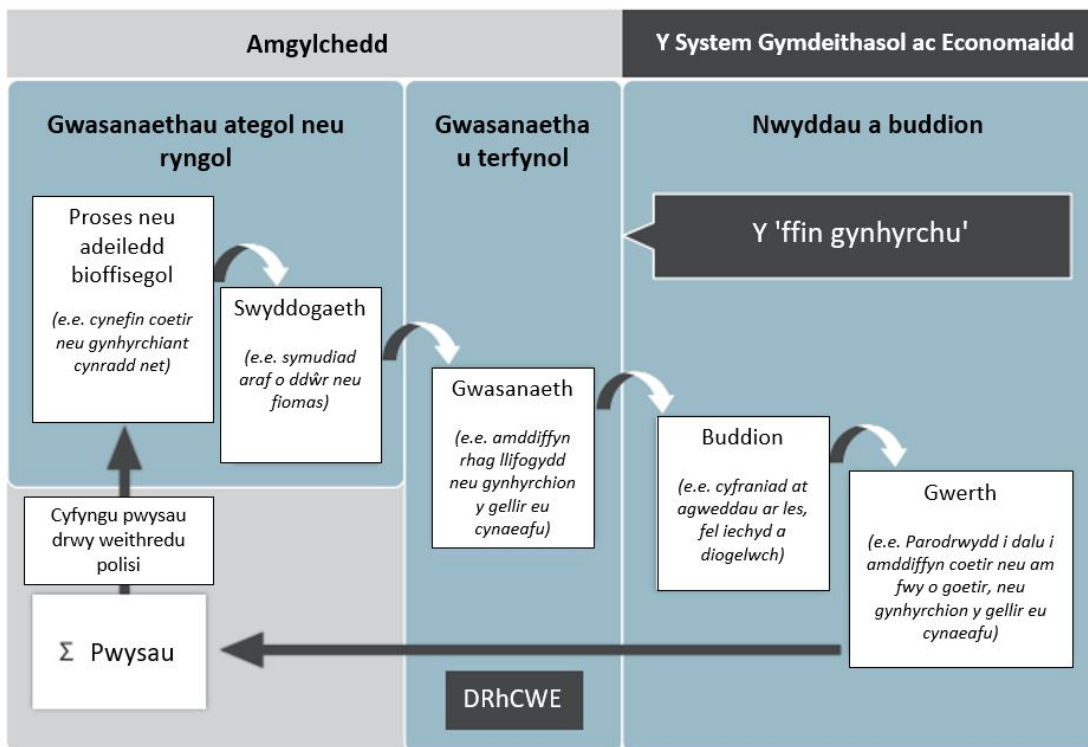 Amgylchedd
Y System Gymdeithasol ac Economaidd
Gwasanaethau ategol neu
ryngol
Gwasanaetha
u terfynol
Nwyddau a buddion
Y 'ffin gynhyrchu'
Proses neu
adeiledd
bioffisegol
(e.e. cynefin coetir
neu gynhyrchiant
cynradd net)
Swyddogaeth
(e.e. symudiad
araf o ddŵr neu
fiomas)
Gwasanaeth
(e.e. amddiffyn
rhag llifogydd
neu gynhyrchion
y gellir eu
cynaeafu)
Buddion
(e.e. cyfraniad at
agweddau ar les,
fel iechyd a
diogelwch)
Gwerth
(e.e. Parodrwydd i dalu i
amddiffyn coetir neu am
fwy o goetir, neu
gynhyrchion y gellir eu
cynaeafu)
Cyfyngu pwysau
drwy weithredu
polisi
Σ Pwysau
DRhCWE